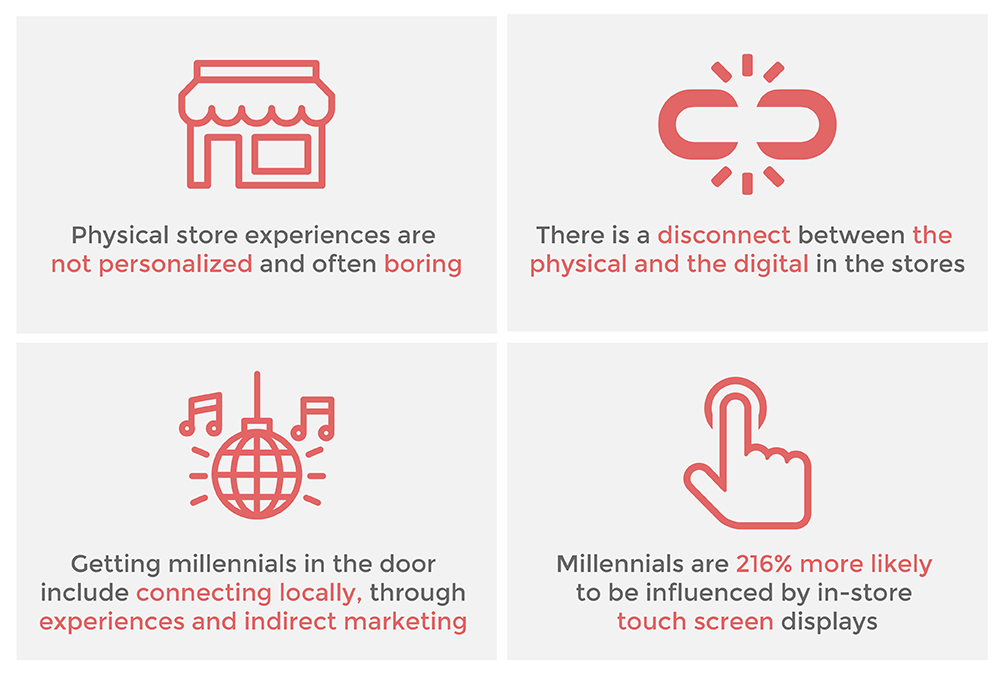 Physical store experiences are
not personalized and often boring
There is a disconnect between the
physical and the digital in the stores
Getting millennials in the door
include connecting locally, through
experiences and indirect marketing
Millennials are 216% more likely
to be influenced by in-store
touch screen displays